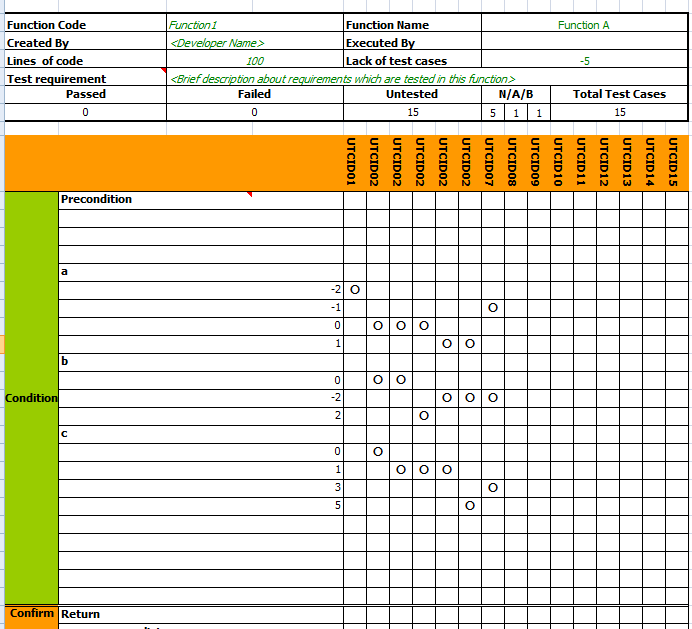 Function Code Function1 Function Name Function A
Created By <Developer Name> Executed By
Lines of code 100 Lack of test cases -5
Test requirement <Brief description about requirements which are tested in this function>
Passed Failed Untested N/A/B Total Test Cases
0 0 15 5 1 1 15
UTCID01 UTCID02 UTCID02 UTCID02 UTCID02 UTCID02 UTCID07 UTCID08 UTCID09 UTCID10 UTCID11 UTCID12 UTCID13 UTCID14 UTCID15
Precondition
a
-2 O
-1 O
0 O O O
1 O O
b
0 O O
Condition -2 O O O
2 O
c
0 O
1 O O O
3 O
5 O
Confirm Return